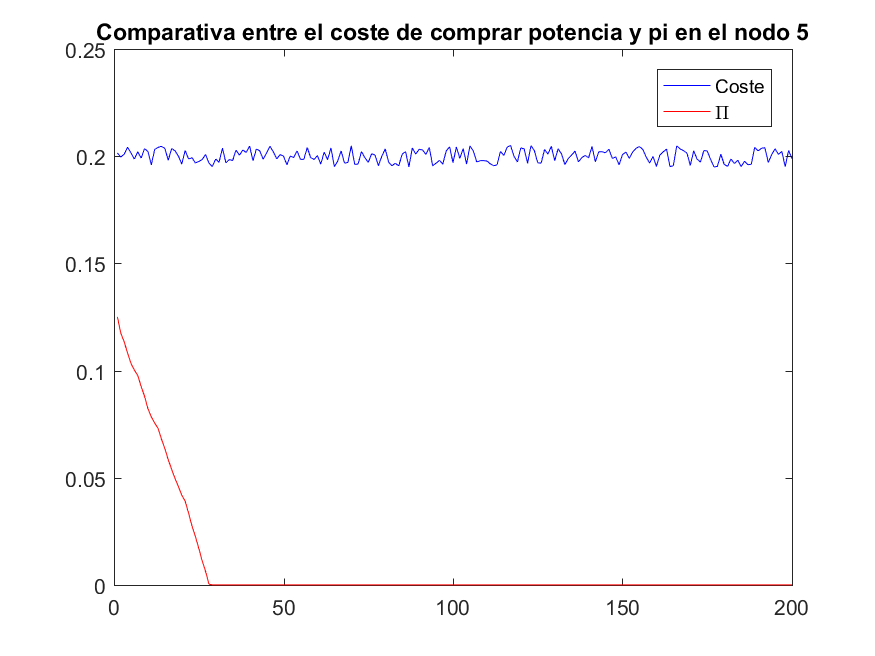 Comparativa entre el coste de comprar potencia y pi en el nodo 5
0.25
0.2
0.15
0.1
0.05
0
0 50 100 150 200
Coste
Π